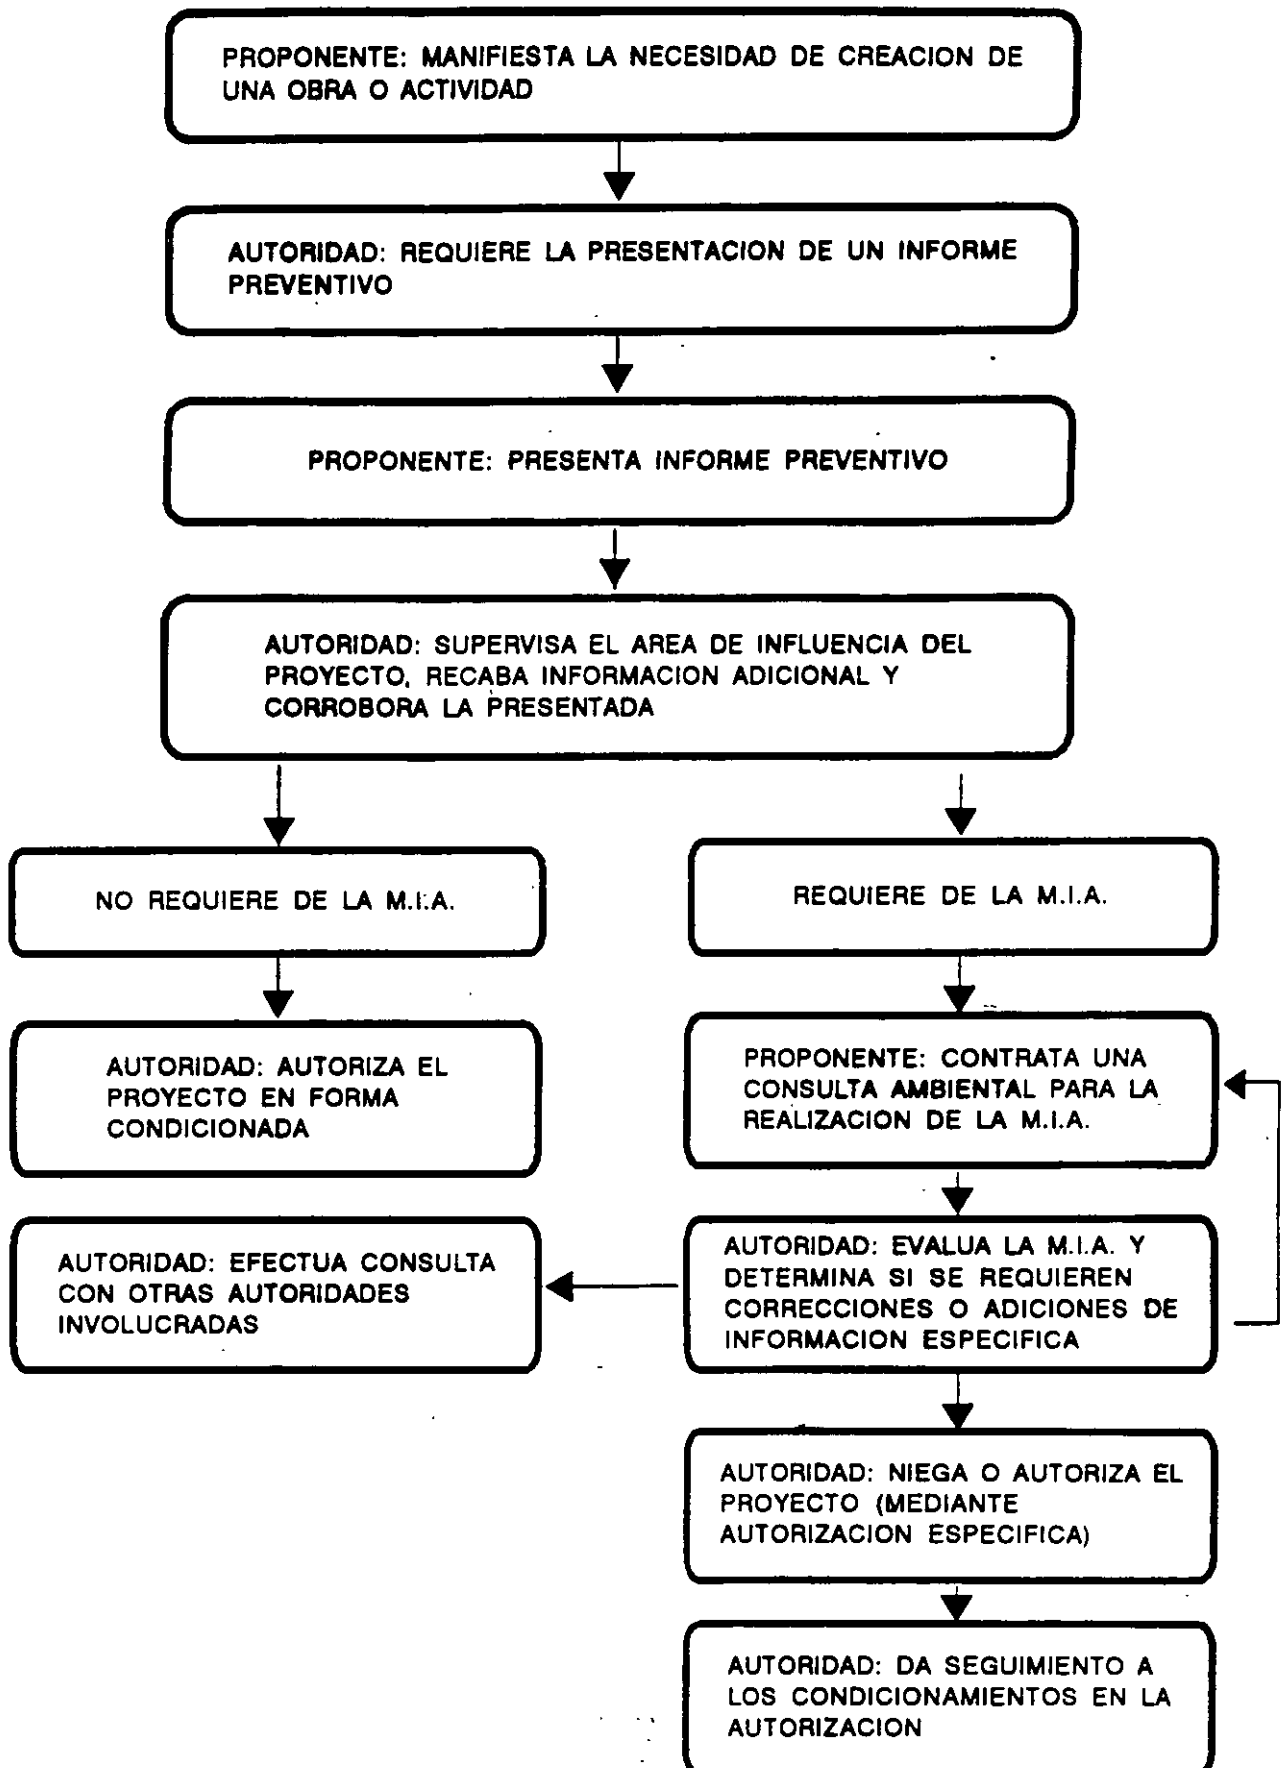 PROPONENTE: MANIFIESTA LA NECESIDAD DE CREACION DE
UNA OBRA O ACTIVIDAD
AUTORIDAD: REQUIERE LA PRESENTACION DE UN INFORME
PREVENTIVO
PROPONENTE: PRESENTA INFORME PREVENTIVO
AUTORIDAD: SUPERVISA EL AREA DE INFLUENCIA DEL
PROYECTO, RECABA INFORMACION ADICIONAL Y
CORROBORA LA PRESENTADA
NO REQUIERE DE LA M.I.A.
REQUIERE DE LA M.I.A.
AUTORIDAD: AUTORIZA EL
PROYECTO EN FORMA
CONDICIONADA
PROPONENTE: CONTRATA UNA
CONSULTA AMBIENTAL PARA LA
REALIZACION DE LA M.I.A.
AUTORIDAD: EFECTUA CONSULTA
CON OTRAS AUTORIDADES
INVOLUCRADAS
AUTORIDAD: EVALUA LA M.I.A. Y
DETERMINA SI SE REQUIEREN
CORRECCIONES O ADICIONES DE
INFORMACION ESPECIFICA
AUTORIDAD: NIEGA O AUTORIZA EL
PROYECTO (MEDIANTE
AUTORIZACION ESPECIFICA)
AUTORIDAD: DA SEGUIMIENTO A
LOS CONDICIONAMIENTOS EN LA
AUTORIZACION